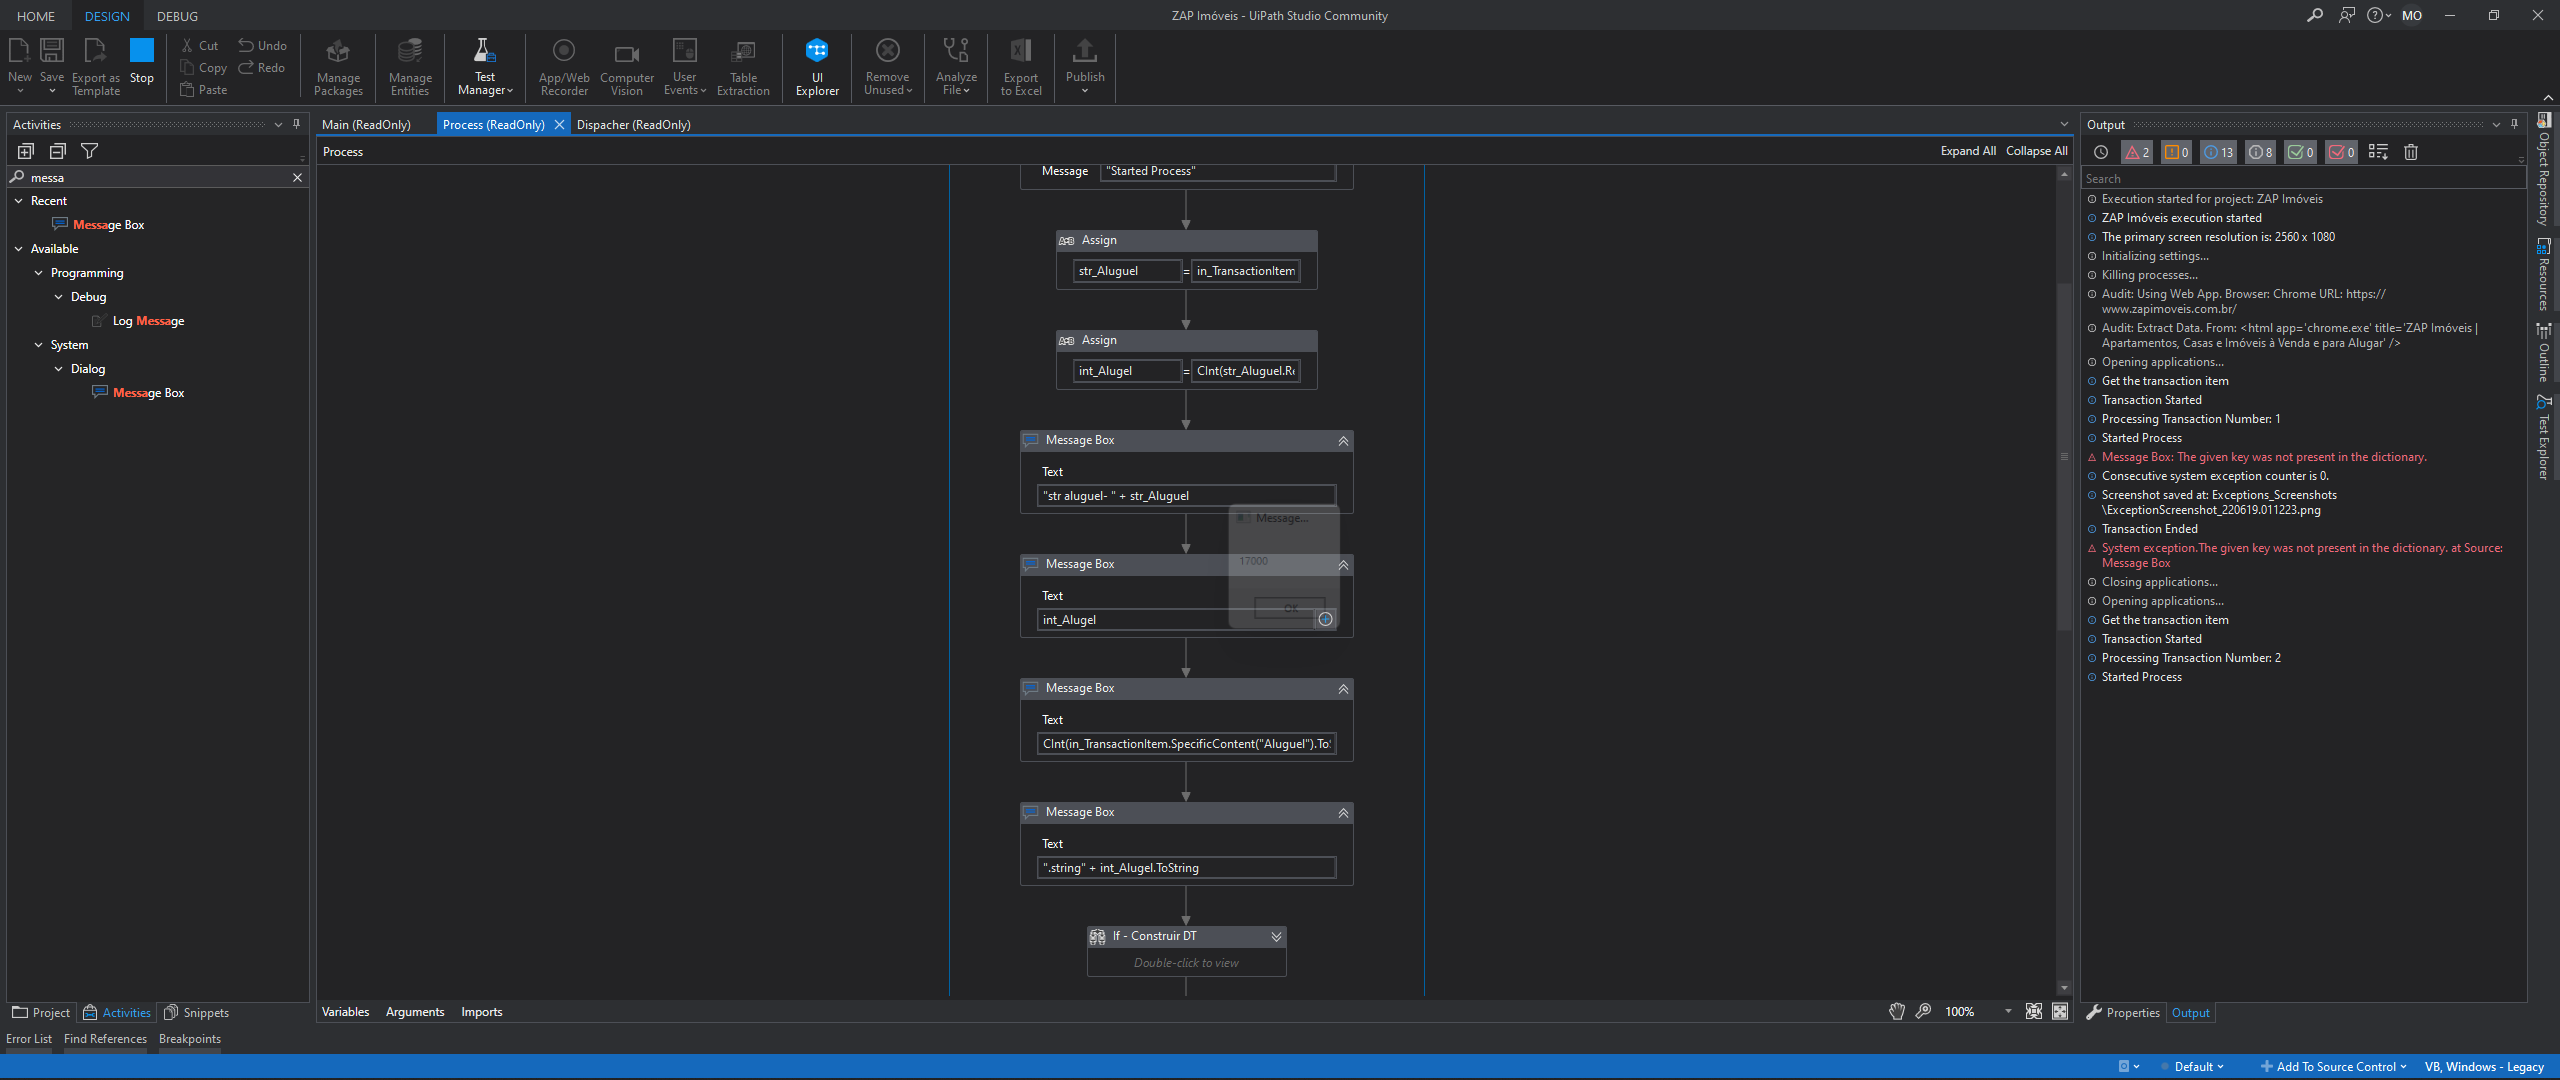 HOME
DESIGN
DEBUG
ZAP Imóveis - UiPath Studio Community
MO
New
Save
Export as Template
Stop
Cut
Copy
Paste
Undo
Redo
Manage Packages
Manage Entities
Test Manager
App/Web Recorder
Computer Vision
User Events
Table Extraction
UI Explorer
Remove Unused
Analyze File
Export to Excel
Publish
Activities
messa
Recent
Message Box
Available
Programming
Debug
Log Message
System
Dialog
Message Box
Main (ReadOnly)
Process (ReadOnly)
Dispacher (ReadOnly)
Process
Expand All
Collapse All
Message
"Started Process"
Assign
str_Aluguel = in_TransactionItem
Assign
int_Alugel = CInt(str_Aluguel.Re
Message Box
Text
"str aluguel- " + str_Aluguel
Message...
17000
OK
Message Box
Text
int_Alugel
Message Box
Text
CInt(in_TransactionItem.SpecificContent("Aluguel").ToS
Message Box
Text
".string" + int_Alugel.ToString
If - Construir DT
Double-click to view
Variables
Arguments
Imports
100%
Output
2
0
13
8
0
0
Search
Execution started for project: ZAP Imóveis
ZAP Imóveis execution started
The primary screen resolution is: 2560 x 1080
Initializing settings...
Killing processes...
Audit: Using Web App. Browser: Chrome URL: https://
www.zapimoveis.com.br/
Audit: Extract Data. From: <html app='chrome.exe' title='ZAP Imóveis |
Apartamentos, Casas e Imóveis à Venda e para Alugar' />
Opening applications...
Get the transaction item
Transaction Started
Processing Transaction Number: 1
Started Process
Message Box: The given key was not present in the dictionary.
Consecutive system exception counter is 0.
Screenshot saved at: Exceptions_Screenshots
\ExceptionScreenshot_220619.011223.png
Transaction Ended
System exception.The given key was not present in the dictionary. at Source:
Message Box
Closing applications...
Opening applications...
Get the transaction item
Transaction Started
Processing Transaction Number: 2
Started Process
Object Repository
Resources
Outline
Test Explorer
Project
Activities
Snippets
Properties
Output
Error List
Find References
Breakpoints
Default
Add To Source Control
VB, Windows - Legacy